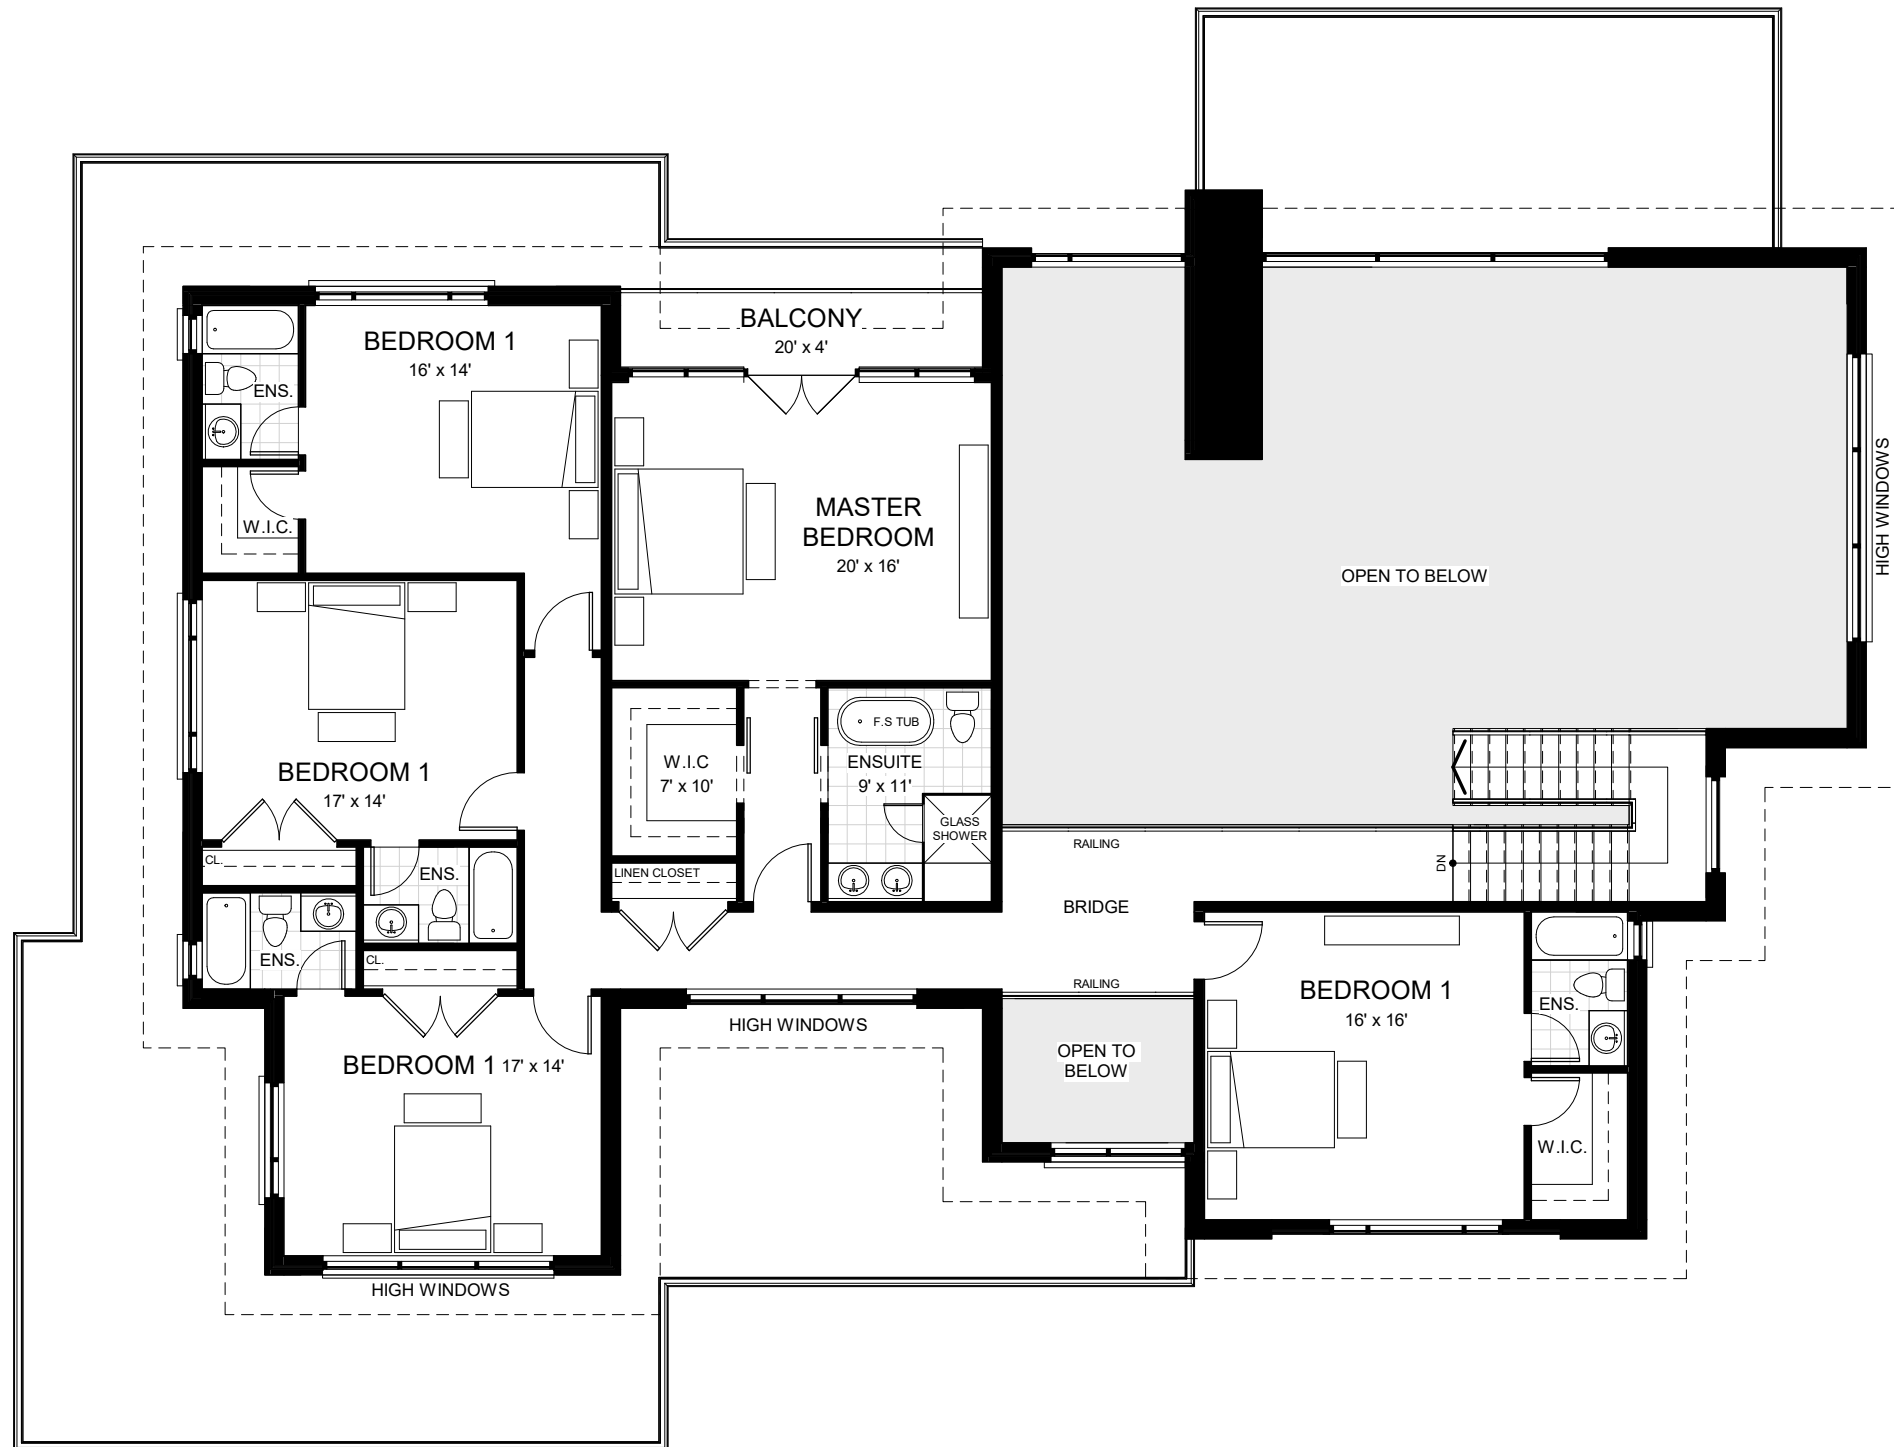 BALCONY
20' x 4'
BEDROOM 1
16' x 14'
ENS.
W.I.C.
MASTER
BEDROOM
20' x 16'
OPEN TO BELOW
HIGH WINDOWS
BEDROOM 1
17' x 14'
CL.
ENS.
W.I.C
7' x 10'
F.S TUB
ENSUITE
9' x 11'
GLASS
SHOWER
LINEN CLOSET
RAILING
DN
BRIDGE
RAILING
ENS.
CL.
HIGH WINDOWS
BEDROOM 1 17' x 14'
HIGH WINDOWS
OPEN TO
BELOW
BEDROOM 1
16' x 16'
ENS.
W.I.C.